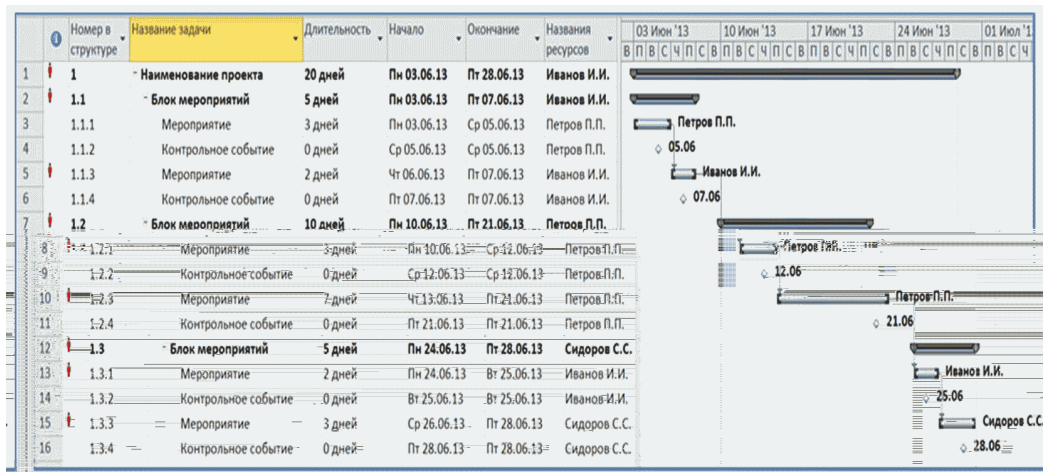 Номер в структуре Название задачи Длительность Начало Окончание Названия ресурсов 03 Июн '13 10 Июн '13 17 Июн '13 24 Июн '13 01 Июл '1
В П В С Ч П С В П В С Ч П С В П В С Ч П С В П В С Ч П С В П В С Ч
1 1 Наименование проекта 20 дней Пн 03.06.13 Пт 28.06.13 Иванов И.И.
2 1.1 Блок мероприятий 5 дней Пн 03.06.13 Пт 07.06.13 Иванов И.И.
3 1.1.1 Мероприятие 3 дней Пн 03.06.13 Ср 05.06.13 Петров П.П. Петров П.П.
4 1.1.2 Контрольное событие 0 дней Ср 05.06.13 Ср 05.06.13 Петров П.П. 05.06
5 1.1.3 Мероприятие 2 дней Чт 06.06.13 Пт 07.06.13 Иванов И.И. Иванов И.И.
6 1.1.4 Контрольное событие 0 дней Пт 07.06.13 Пт 07.06.13 Иванов И.И. 07.06
7 1.2 Блок мероприятий 10 дней Пн 10.06.13 Пт 21.06.13 Петров П.П.
8 1.2.1 Мероприятие 3 дней Пн 10.06.13 Ср 12.06.13 Петров П.П. Петров П.П.
9 1.2.2 Контрольное событие 0 дней Ср 12.06.13 Ср 12.06.13 Петров П.П. 12.06
10 1.2.3 Мероприятие 7 дней Чт 13.06.13 Пт 21.06.13 Петров П.П. Петров П.П.
11 1.2.4 Контрольное событие 0 дней Пт 21.06.13 Пт 21.06.13 Петров П.П. 21.06
12 1.3 Блок мероприятий 5 дней Пн 24.06.13 Пт 28.06.13 Сидоров С.С.
13 1.3.1 Мероприятие 2 дней Пн 24.06.13 Вт 25.06.13 Иванов И.И. Иванов И.И.
14 1.3.2 Контрольное событие 0 дней Вт 25.06.13 Вт 25.06.13 Иванов И.И. 25.06
15 1.3.3 Мероприятие 3 дней Ср 26.06.13 Пт 28.06.13 Сидоров С.С. Сидоров С.С.
16 1.3.4 Контрольное событие 0 дней Пт 28.06.13 Пт 28.06.13 Сидоров С.С. 28.06